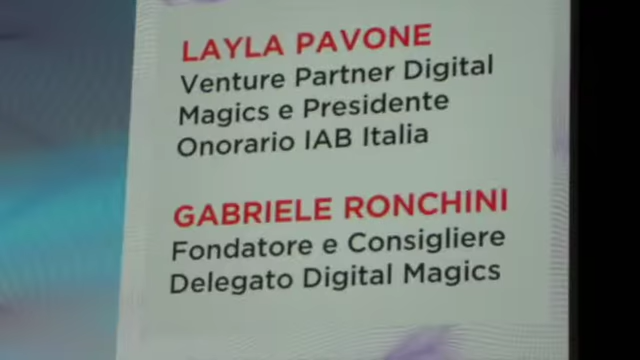 LAYLA PAVONE
Venture Partner Digital
Magics e Presidente
Onorario IAB Italia
GABRIELE RONCHINI
Fondatore e Consigliere
Delegato Digital Magics